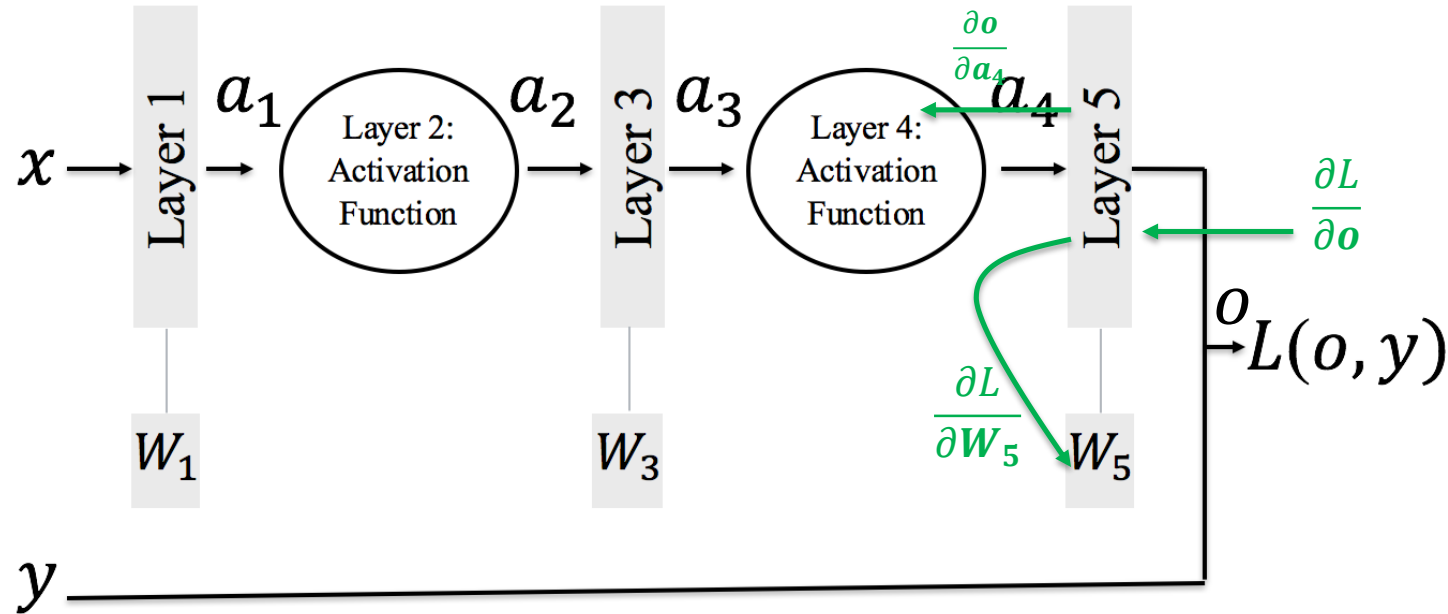 x
Layer 1
a₁
Layer 2:
Activation
Function
a₂
Layer 3
a₃
Layer 4:
Activation
Function
∂o
∂a₄
a₄
Layer 5
∂L
∂o
o
L(o, y)
∂L
∂W₅
W₁
W₃
W₅
y